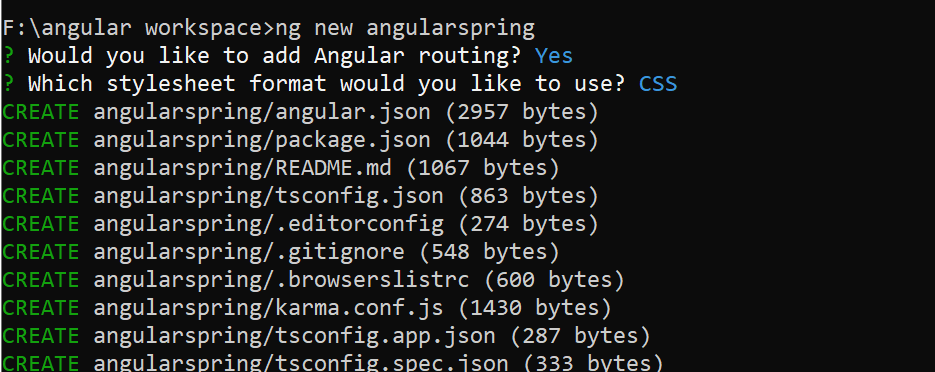 F:\angular workspace>ng new angularspring
? Would you like to add Angular routing? Yes
? Which stylesheet format would you like to use? CSS
CREATE angularspring/angular.json (2957 bytes)
CREATE angularspring/package.json (1044 bytes)
CREATE angularspring/README.md (1067 bytes)
CREATE angularspring/tsconfig.json (863 bytes)
CREATE angularspring/.editorconfig (274 bytes)
CREATE angularspring/.gitignore (548 bytes)
CREATE angularspring/.browserslistrc (600 bytes)
CREATE angularspring/karma.conf.js (1430 bytes)
CREATE angularspring/tsconfig.app.json (287 bytes)
CREATE angularspring/tsconfig.spec.json (333 bytes)